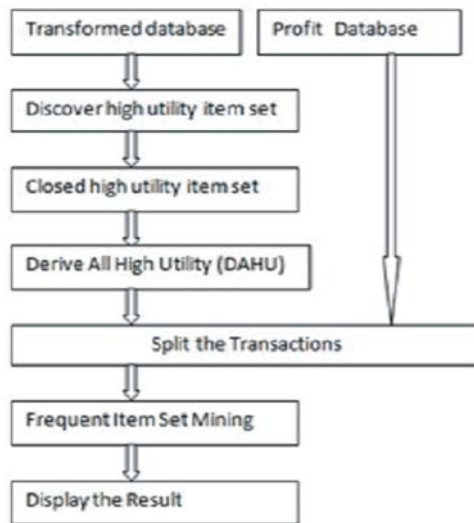 Transformed database
Profit Database
Discover high utility item set
Closed high utility item set
Derive All High Utility (DAHU)
Split the Transactions
Frequent Item Set Mining
Display the Result